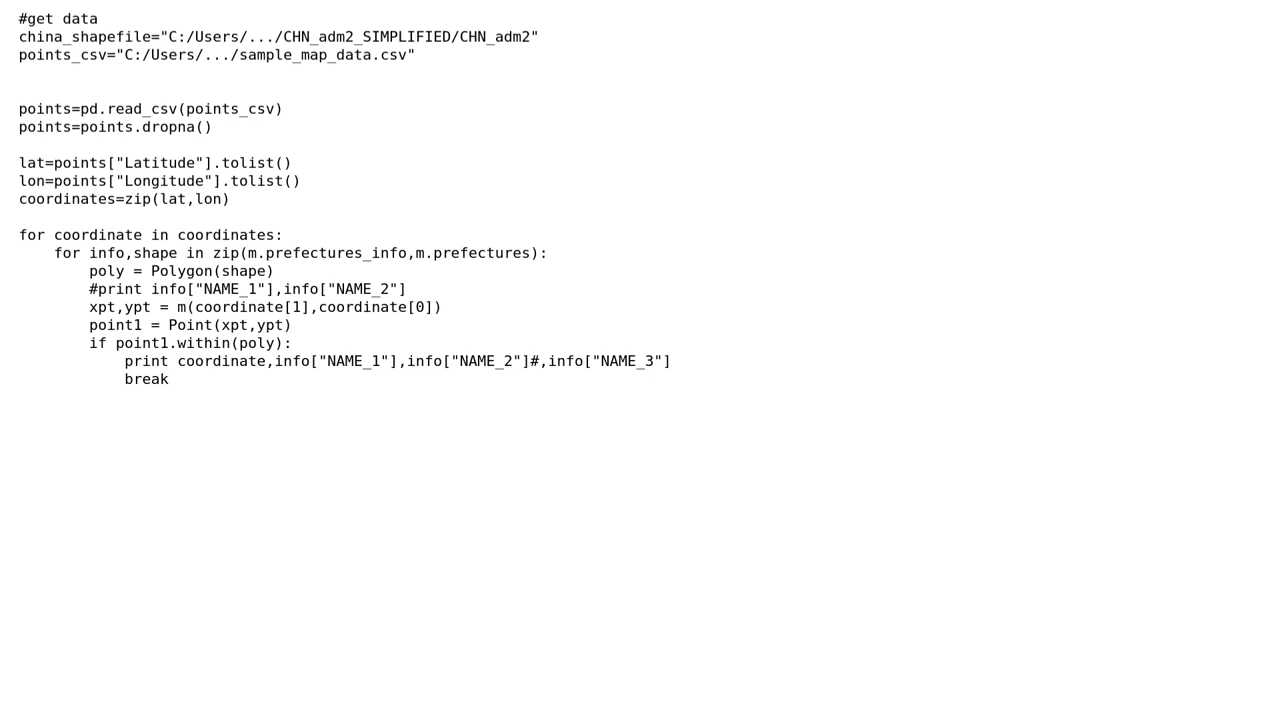 #get data
china_shapefile="C:/Users/.../CHN_adm2_SIMPLIFIED/CHN_adm2"
points_csv="C:/Users/.../sample_map_data.csv"
points=pd.read_csv(points_csv)
points=points.dropna()
lat=points["Latitude"].tolist()
lon=points["Longitude"].tolist()
coordinates=zip(lat,lon)
for coordinate in coordinates:
    for info,shape in zip(m.prefectures_info,m.prefectures):
        poly = Polygon(shape)
        #print info["NAME_1"],info["NAME_2"]
        xpt,ypt = m(coordinate[1],coordinate[0])
        point1 = Point(xpt,ypt)
        if point1.within(poly):
            print coordinate,info["NAME_1"],info["NAME_2"]#,info["NAME_3"]
            break